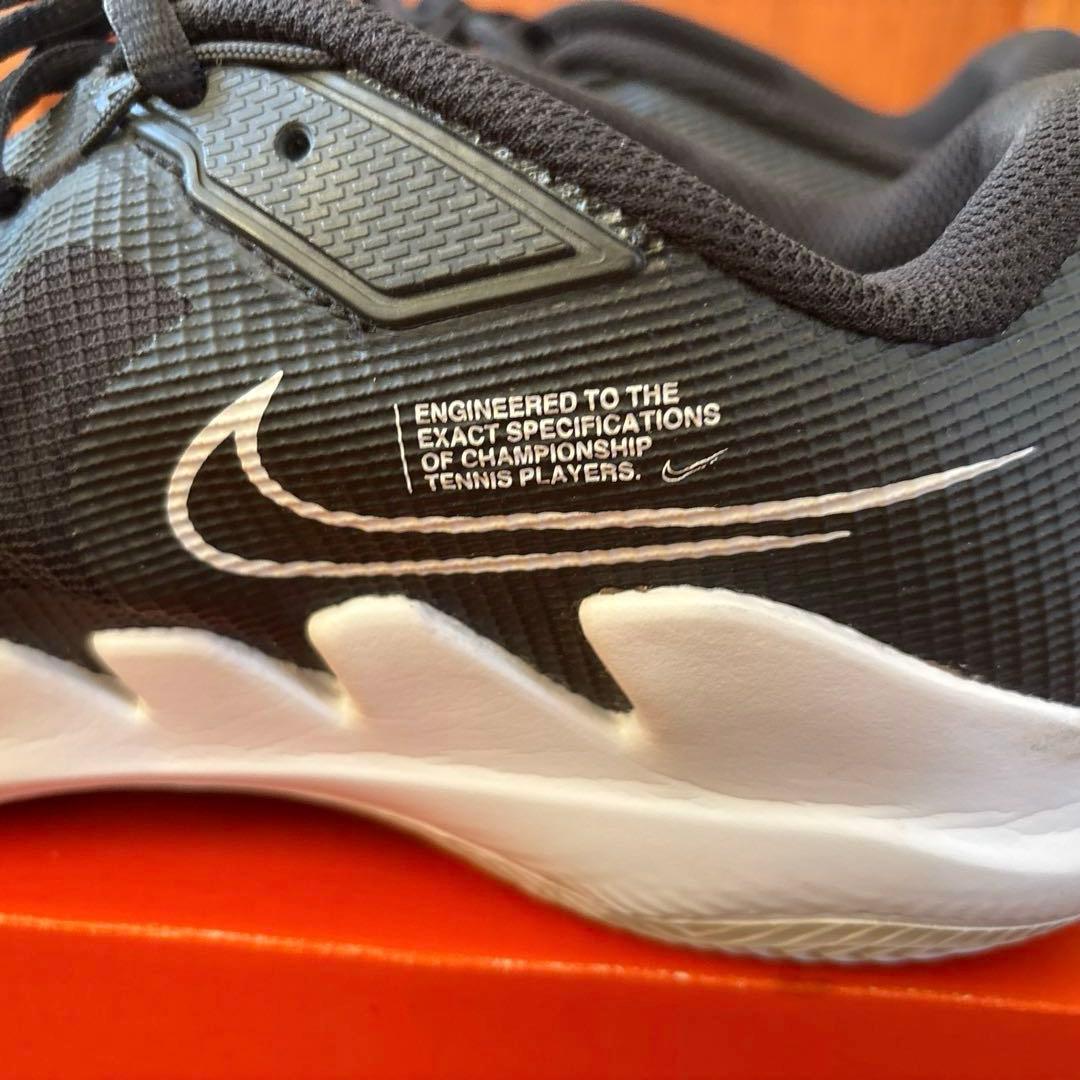 ENGINEERED TO THE
EXACT SPECIFICATIONS
OF CHAMPIONSHIP
TENNIS PLAYERS.